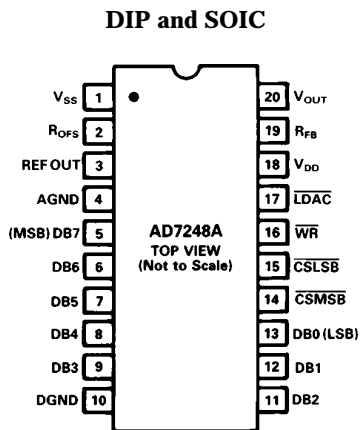 DIP and SOIC
VSS 1 20 VOUT
ROFS 2 19 RFB
REF OUT 3 18 VDD
AGND 4 17 LDAC
(MSB) DB7 5 AD7248A 16 WR
TOP VIEW
DB6 6 (Not to Scale) 15 CSLSB
DB5 7 14 CSMSB
DB4 8 13 DB0 (LSB)
DB3 9 12 DB1
DGND 10 11 DB2